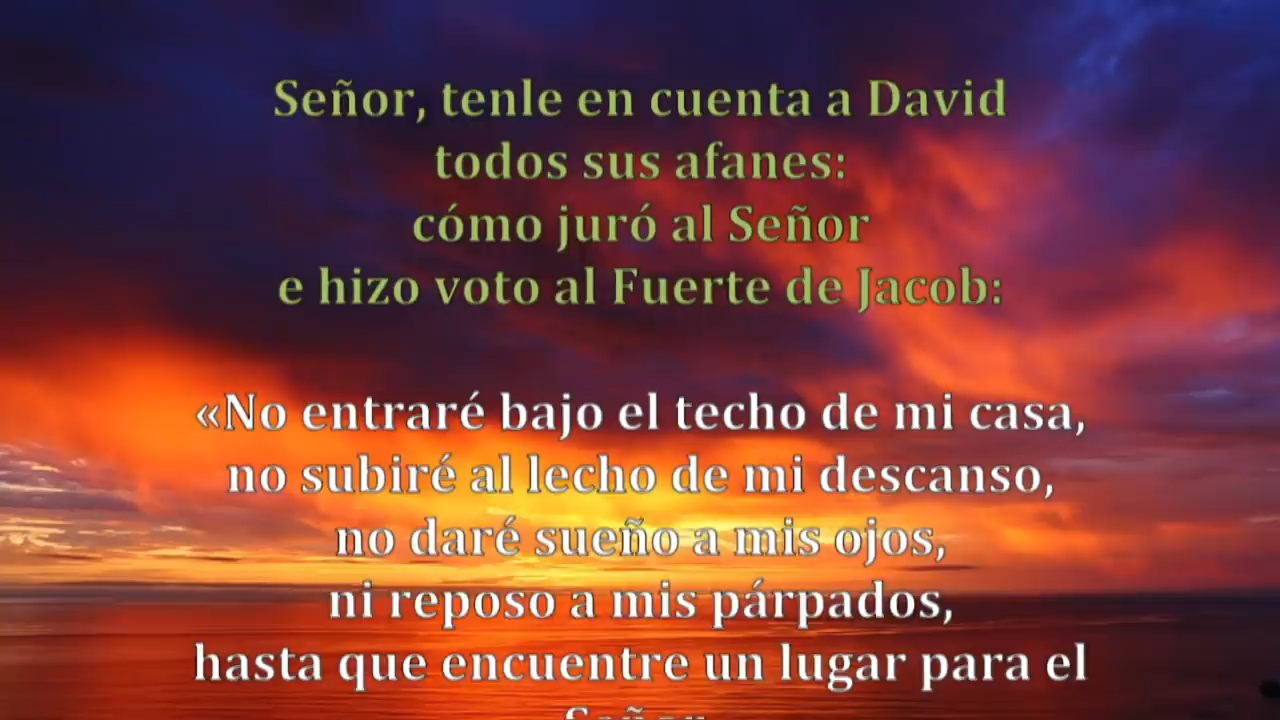 Señor, tenle en cuenta a David
todos sus afanes:
cómo juró al Señor
e hizo voto al Fuerte de Jacob:
«No entraré bajo el techo de mi casa,
no subiré al lecho de mi descanso,
no daré sueño a mis ojos,
ni reposo a mis párpados,
hasta que encuentre un lugar para el